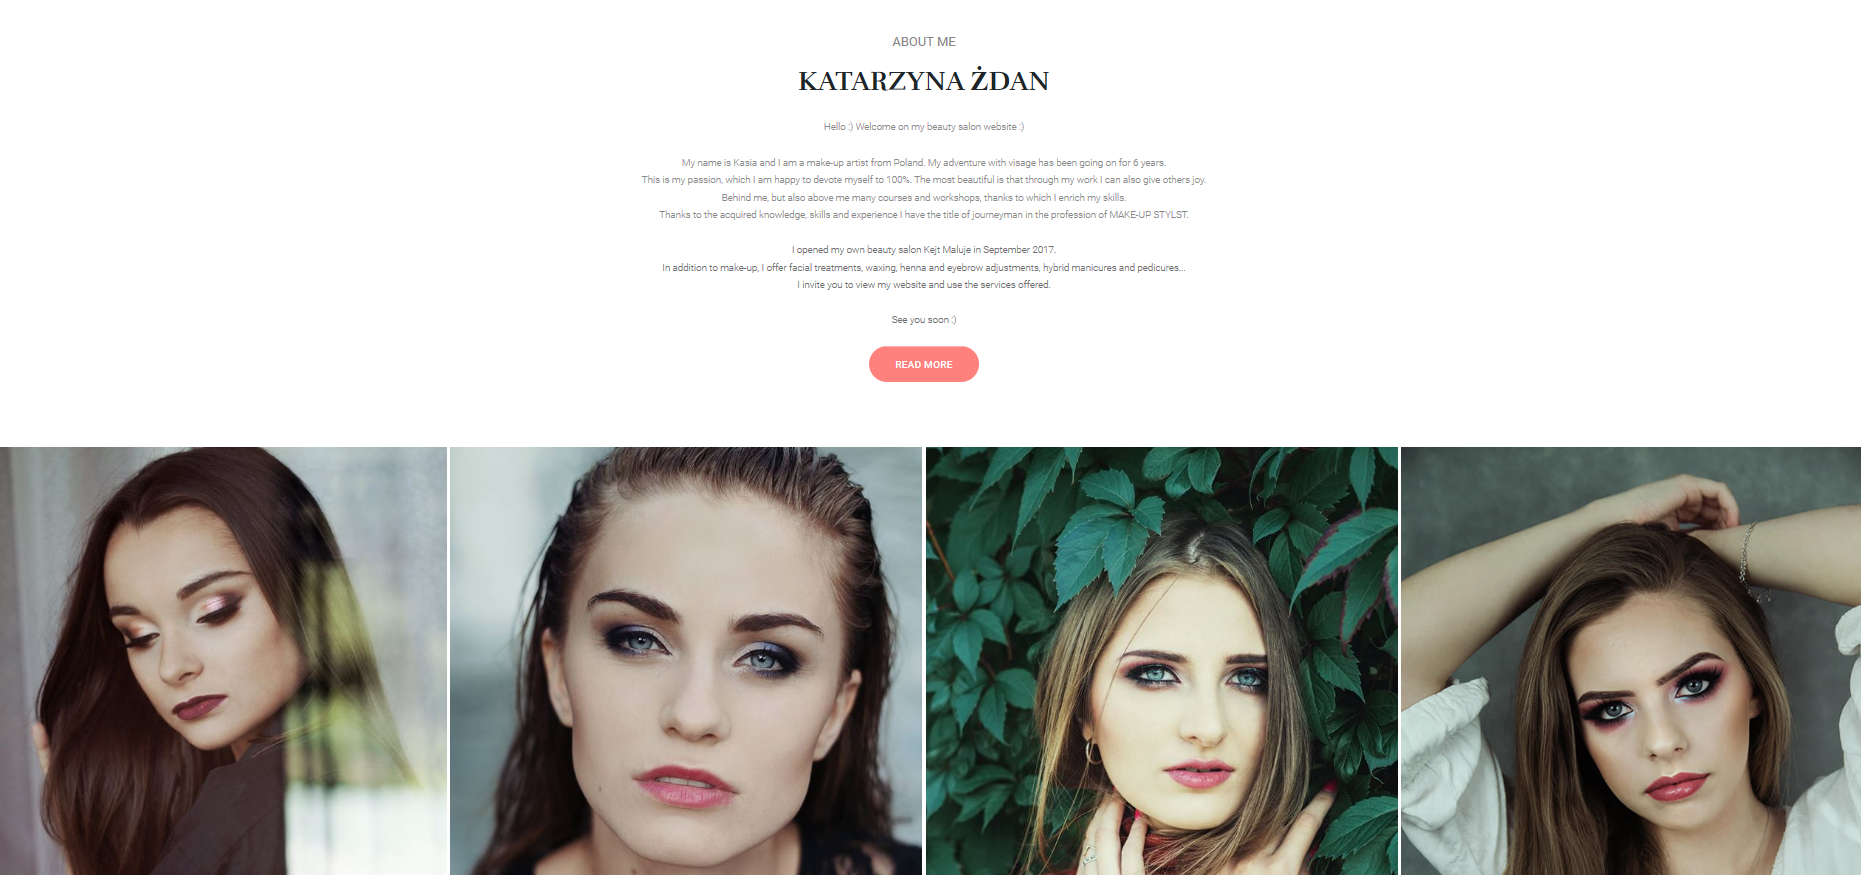 ABOUT ME
KATARZYNA ŻDAN
Hello :) Welcome on my beauty salon website :)
My name is Kasia and I am a make-up artist from Poland. My adventure with visage has been going on for 6 years.
This is my passion, which I am happy to devote myself to 100%. The most beautiful is that through my work I can also give others joy.
Behind me, but also above me many courses and workshops, thanks to which I enrich my skills.
Thanks to the acquired knowledge, skills and experience I have the title of journeyman in the profession of MAKE-UP STYLST.
I opened my own beauty salon Kejt Maluje in September 2017.
In addition to make-up, I offer facial treatments, waxing, henna and eyebrow adjustments, hybrid manicures and pedicures...
I invite you to view my website and use the services offered.
See you soon :)
READ MORE